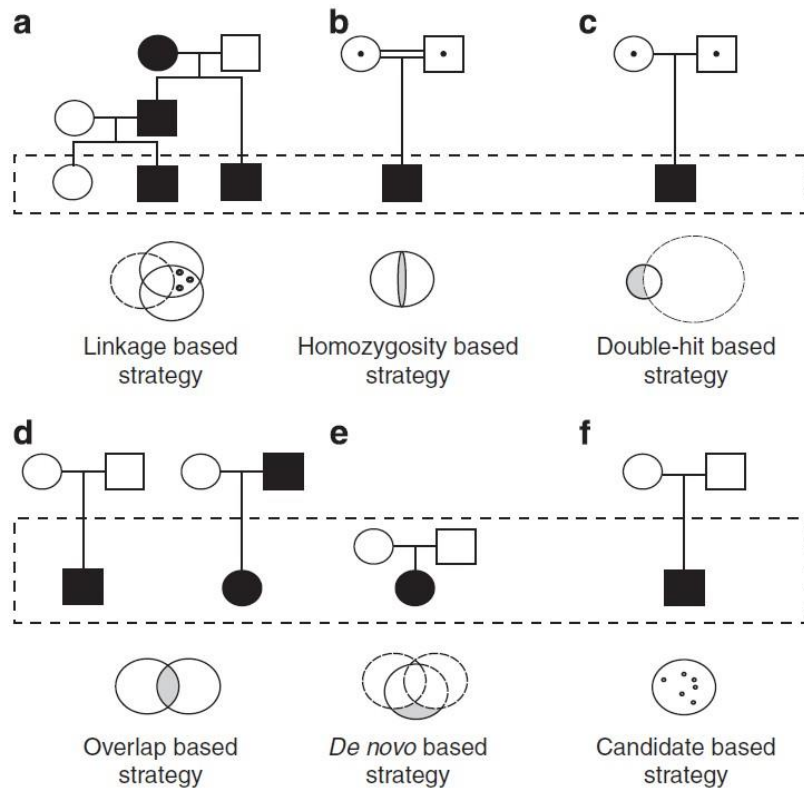 a
b
c
Linkage based
strategy
Homozygosity based
strategy
Double-hit based
strategy
d
e
f
Overlap based
strategy
De novo based
strategy
Candidate based
strategy